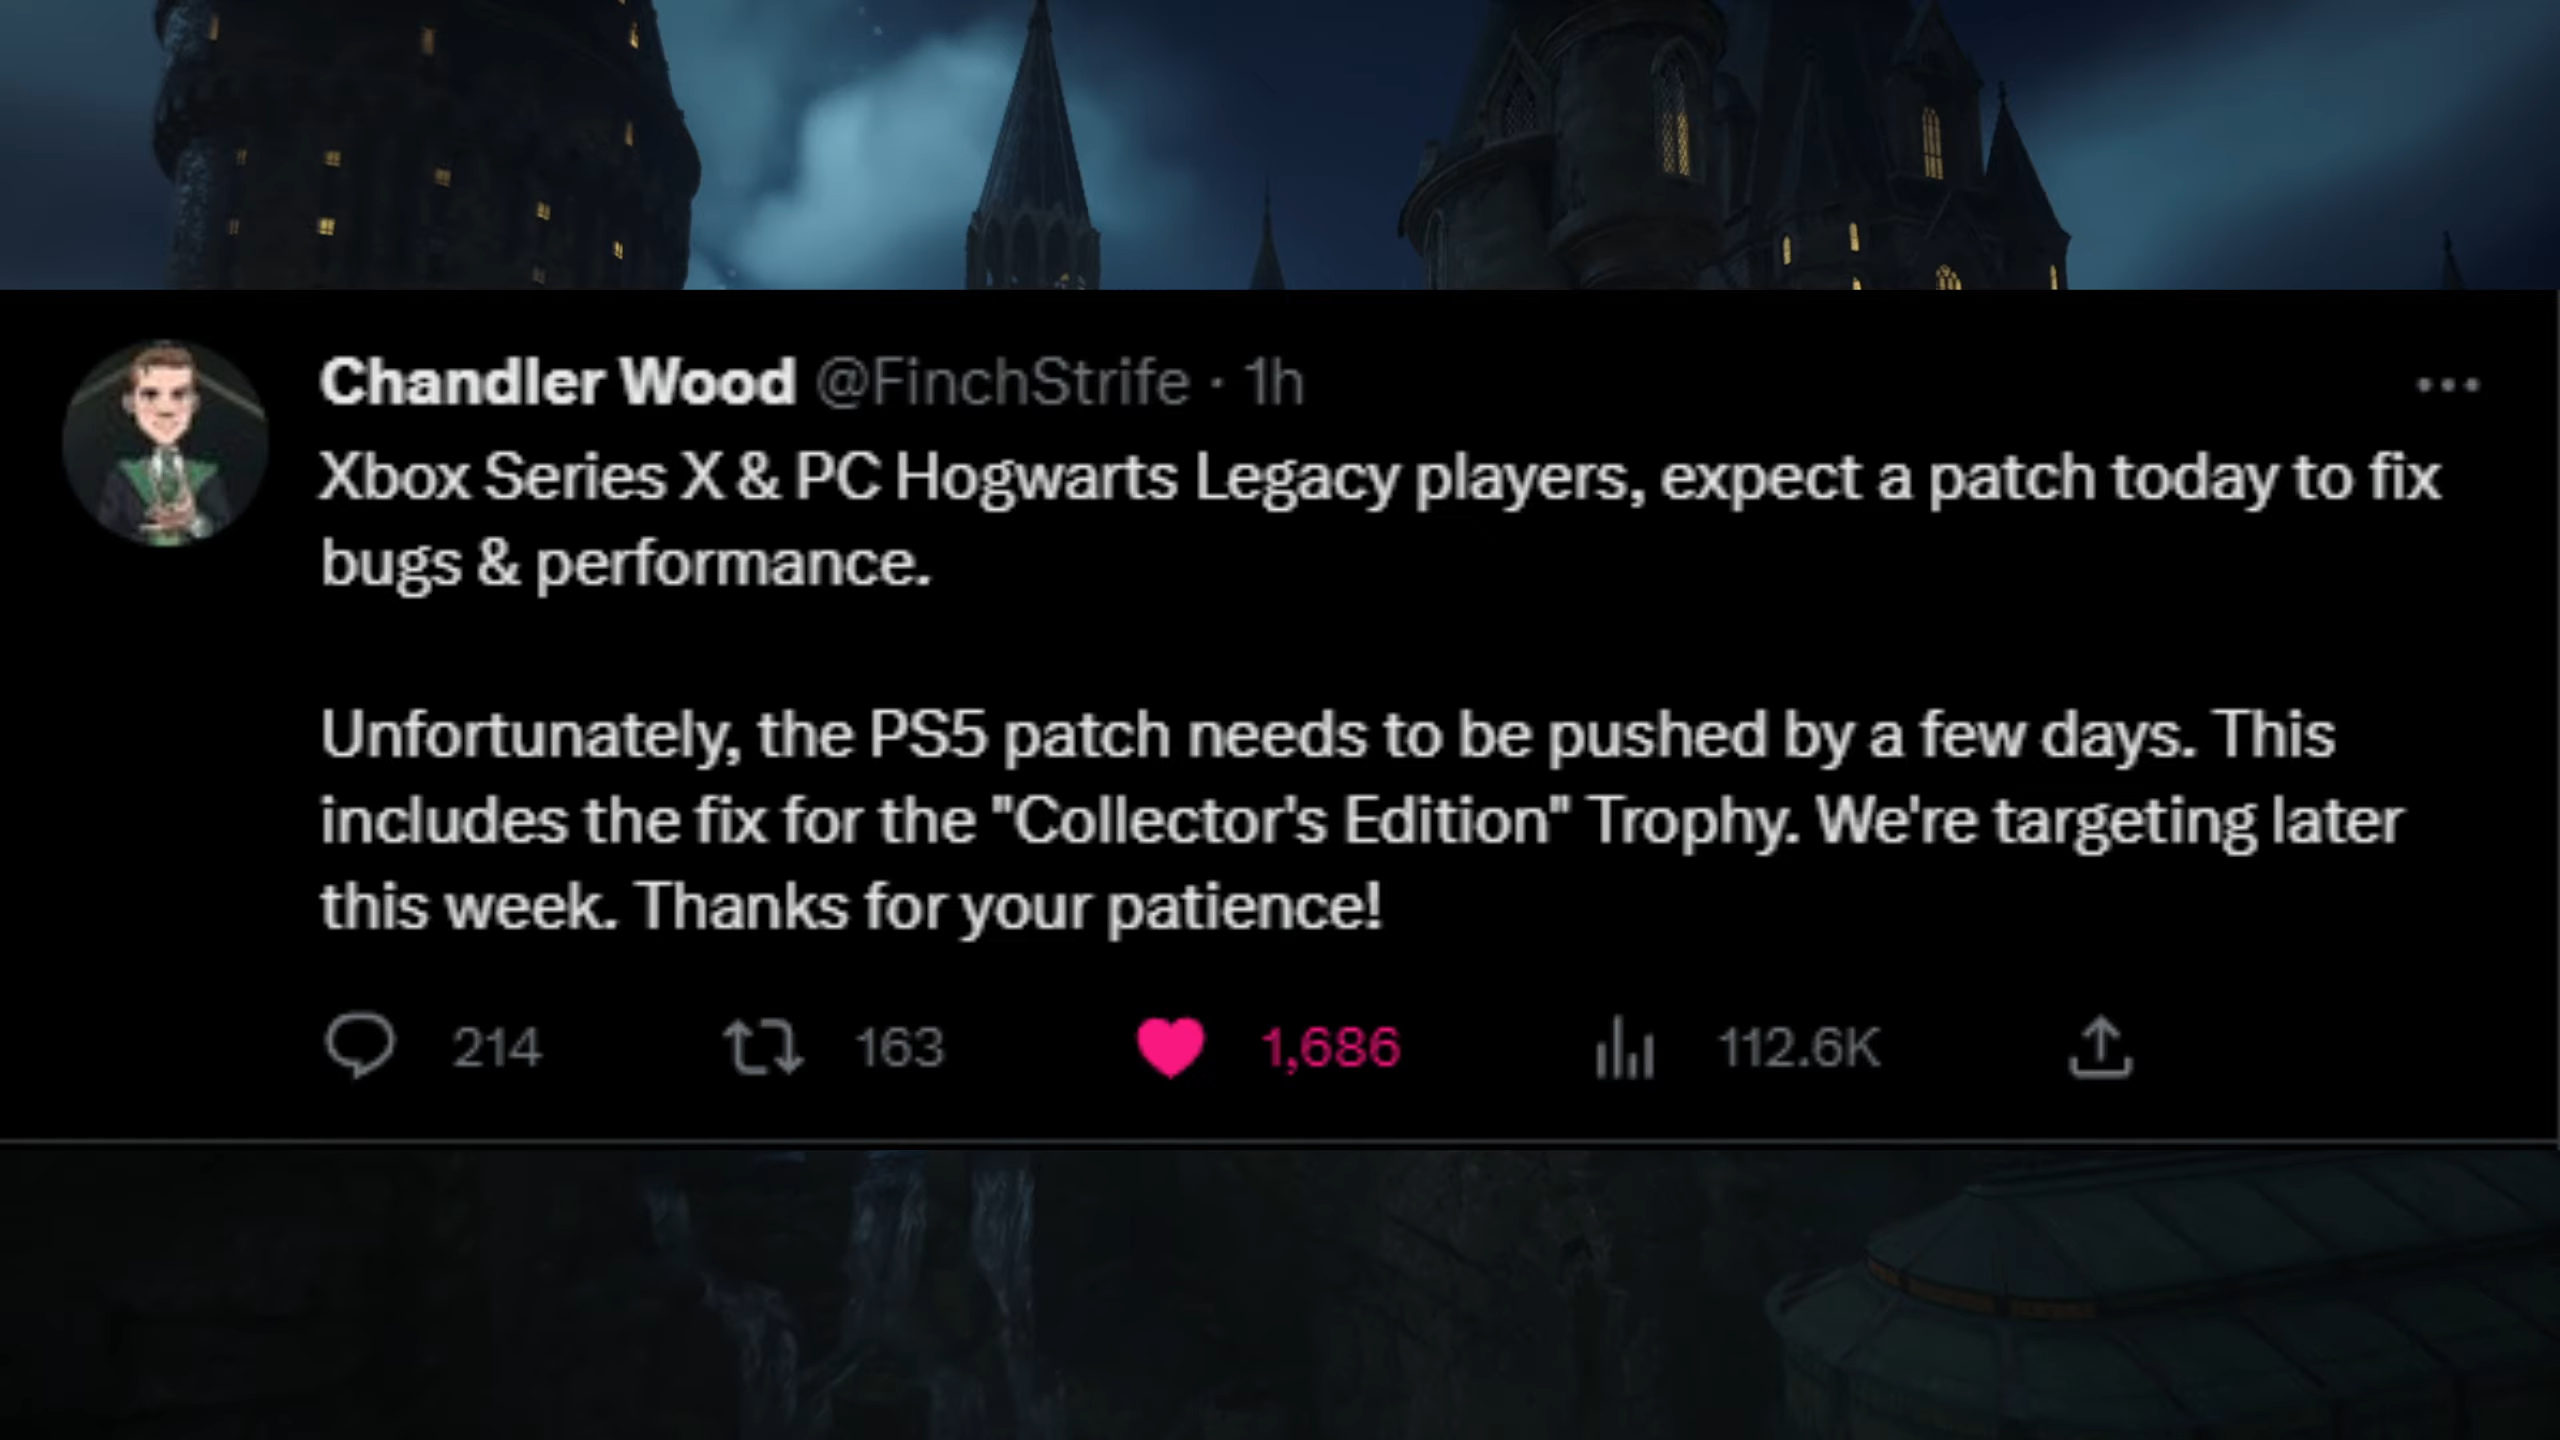 Chandler Wood @FinchStrife · 1h
Xbox Series X & PC Hogwarts Legacy players, expect a patch today to fix
bugs & performance.
Unfortunately, the PS5 patch needs to be pushed by a few days. This
includes the fix for the "Collector's Edition" Trophy. We're targeting later
this week. Thanks for your patience!
214 163 1,686 112.6K